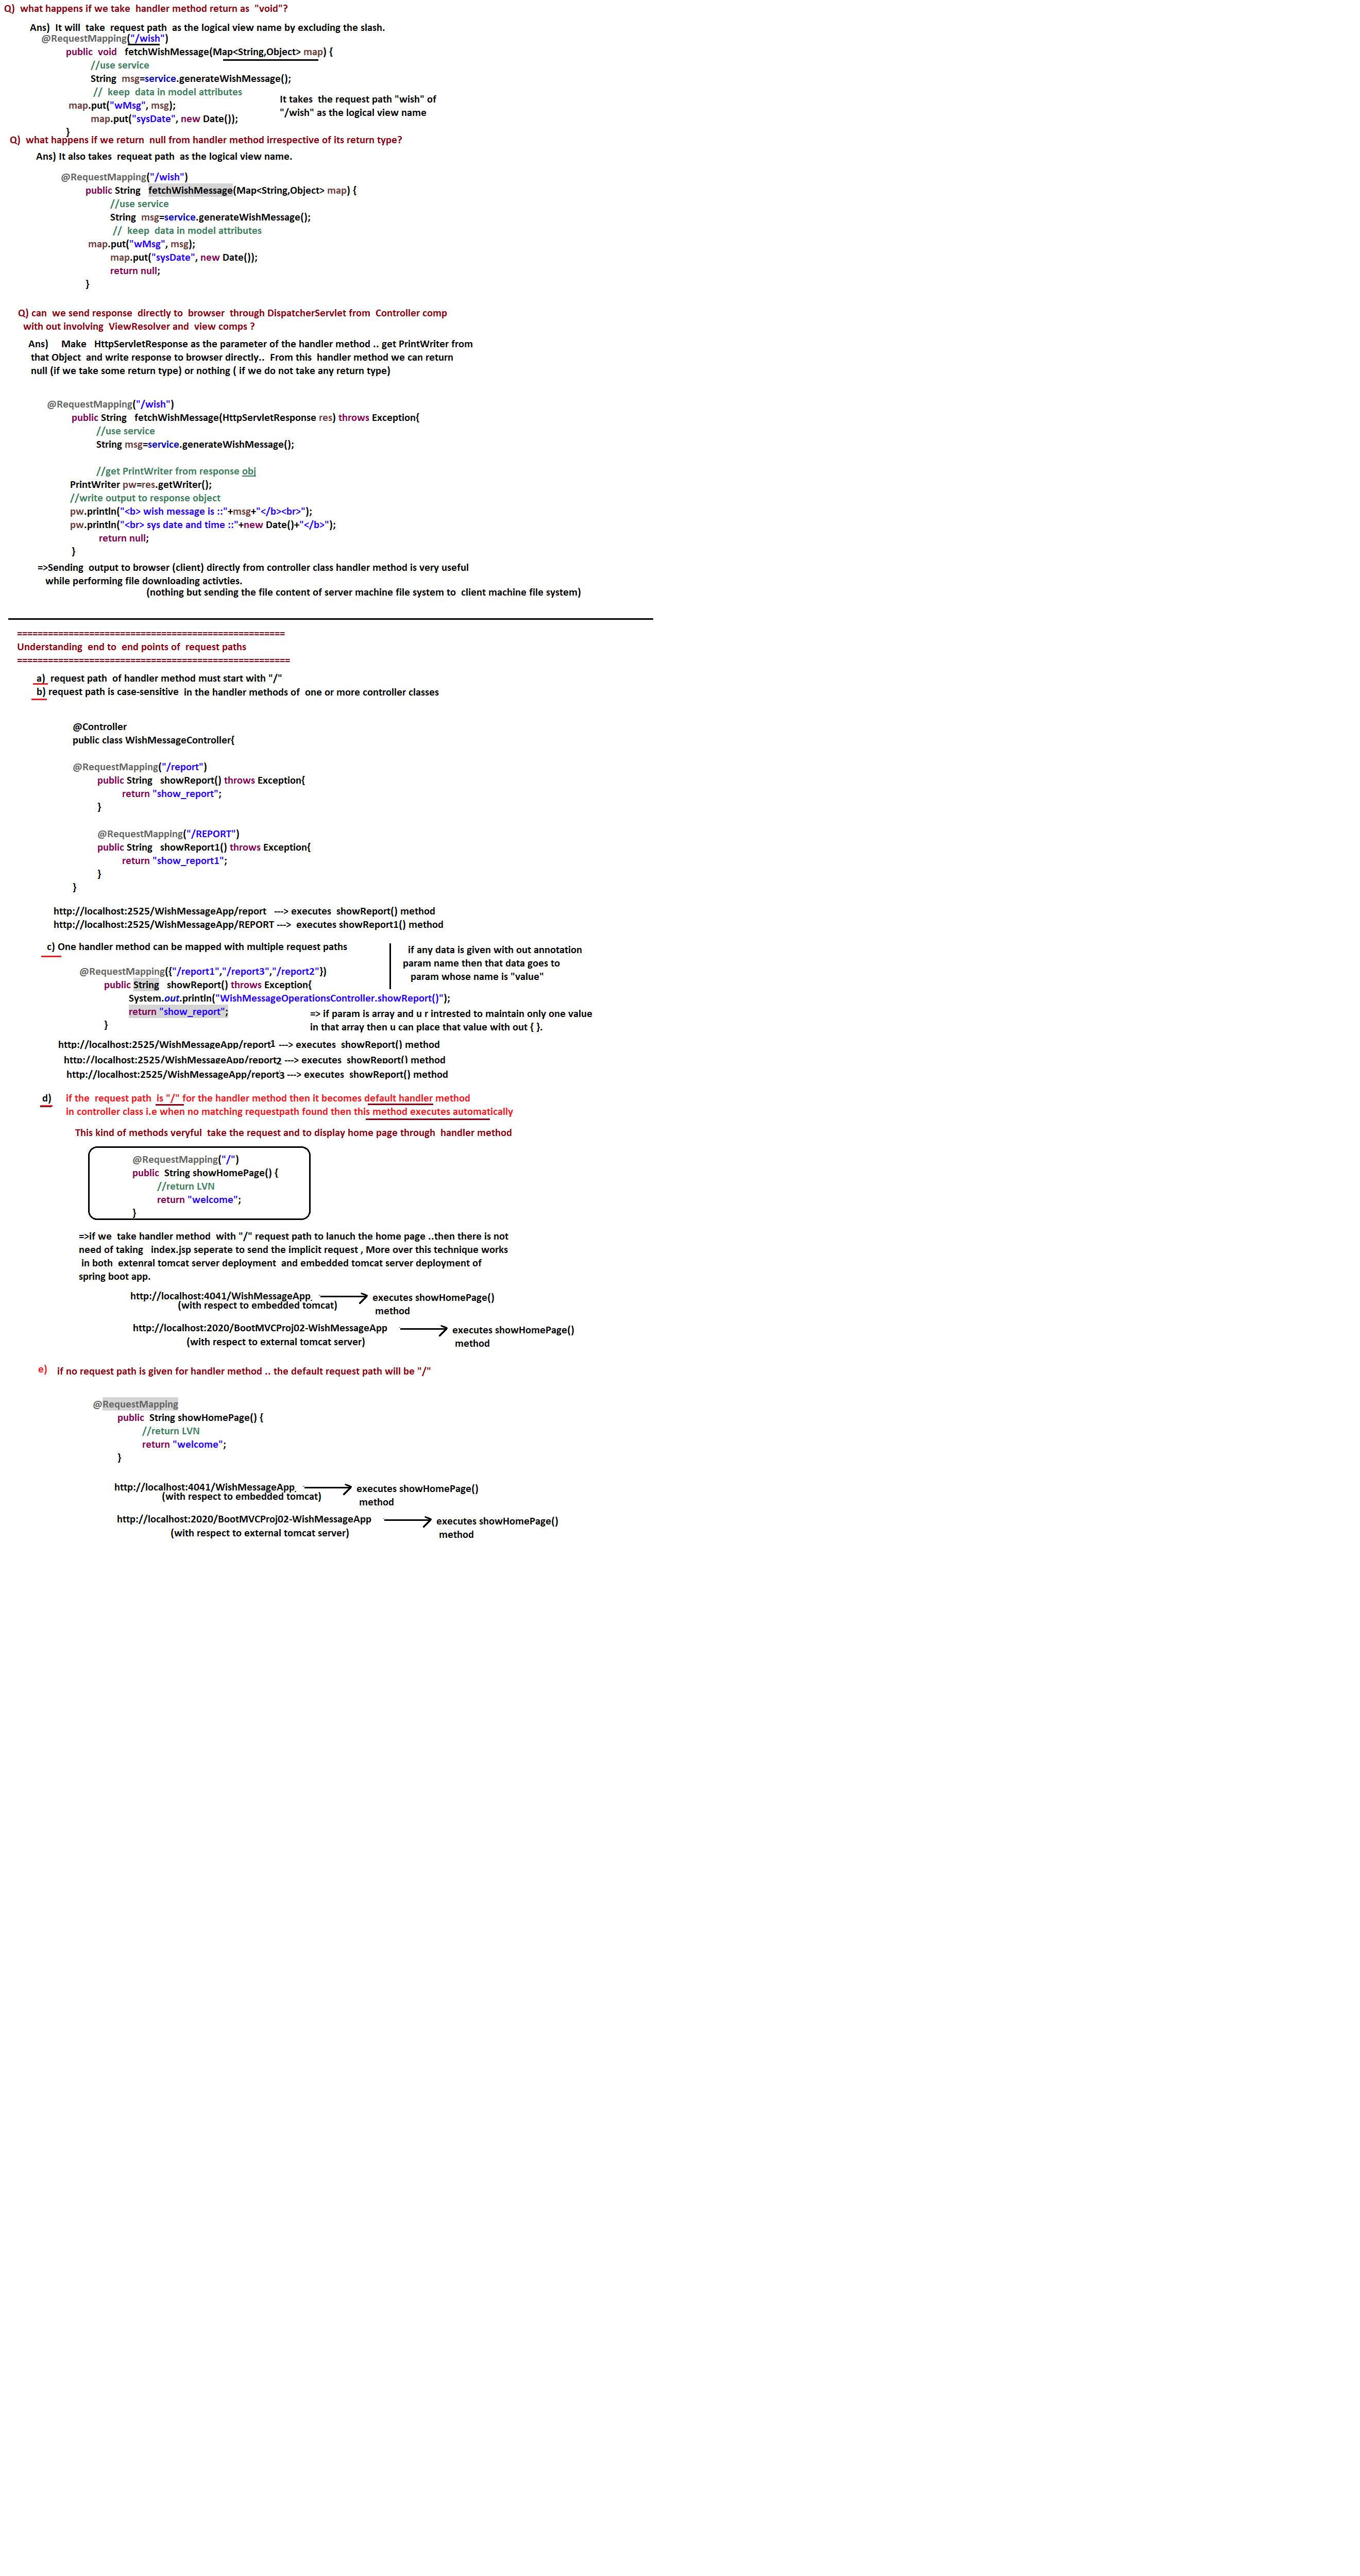 Q) what happens if we take handler method return as "void"?
Ans) It will take request path as the logical view name by excluding the slash.
@RequestMapping("/wish")
public void fetchWishMessage(Map<String,Object> map) {
//use service
String msg=service.generateWishMessage();
// keep data in model attributes
map.put("wMsg", msg);
map.put("sysDate", new Date());
}
It takes the request path "wish" of
"/wish" as the logical view name
Q) what happens if we return null from handler method irrespective of its return type?
Ans) It also takes requeat path as the logical view name.
@RequestMapping("/wish")
public String fetchWishMessage(Map<String,Object> map) {
//use service
String msg=service.generateWishMessage();
// keep data in model attributes
map.put("wMsg", msg);
map.put("sysDate", new Date());
return null;
}
Q) can we send response directly to browser through DispatcherServlet from Controller comp
with out involving ViewResolver and view comps ?
Ans) Make HttpServletResponse as the parameter of the handler method .. get PrintWriter from
that Object and write response to browser directly.. From this handler method we can return
null (if we take some return type) or nothing ( if we do not take any return type)
@RequestMapping("/wish")
public String fetchWishMessage(HttpServletResponse res) throws Exception{
//use service
String msg=service.generateWishMessage();
//get PrintWriter from response obj
PrintWriter pw=res.getWriter();
//write output to response object
pw.println("<b> wish message is ::"+msg+"</b><br>");
pw.println("<br> sys date and time ::"+new Date()+"</b>");
return null;
}
=>Sending output to browser (client) directly from controller class handler method is very useful
while performing file downloading activties.
(nothing but sending the file content of server machine file system to client machine file system)
====================================================
Understanding end to end points of request paths
=====================================================
a) request path of handler method must start with "/"
b) request path is case-sensitive in the handler methods of one or more controller classes
@Controller
public class WishMessageController{
@RequestMapping("/report")
public String showReport() throws Exception{
return "show_report";
}
@RequestMapping("/REPORT")
public String showReport1() throws Exception{
return "show_report1";
}
}
http://localhost:2525/WishMessageApp/report ---> executes showReport() method
http://localhost:2525/WishMessageApp/REPORT ---> executes showReport1() method
c) One handler method can be mapped with multiple request paths
if any data is given with out annotation
param name then that data goes to
param whose name is "value"
@RequestMapping({"/report1","/report3","/report2"})
public String showReport() throws Exception{
System.out.println("WishMessageOperationsController.showReport()");
return "show_report";
}
=> if param is array and u r intrested to maintain only one value
in that array then u can place that value with out { }.
http://localhost:2525/WishMessageApp/report1 ---> executes showReport() method
http://localhost:2525/WishMessageApp/report2 ---> executes showReport() method
http://localhost:2525/WishMessageApp/report3 ---> executes showReport() method
d) if the request path is "/" for the handler method then it becomes default handler method
in controller class i.e when no matching requestpath found then this method executes automatically
This kind of methods veryful take the request and to display home page through handler method
@RequestMapping("/")
public String showHomePage() {
//return LVN
return "welcome";
}
=>if we take handler method with "/" request path to lanuch the home page ..then there is not
need of taking index.jsp seperate to send the implicit request , More over this technique works
in both extenral tomcat server deployment and embedded tomcat server deployment of
spring boot app.
http://localhost:4041/WishMessageApp. executes showHomePage()
(with respect to embedded tomcat) method
http://localhost:2020/BootMVCProj02-WishMessageApp executes showHomePage()
(with respect to external tomcat server) method
e) if no request path is given for handler method .. the default request path will be "/"
@RequestMapping
public String showHomePage() {
//return LVN
return "welcome";
}
http://localhost:4041/WishMessageApp. executes showHomePage()
(with respect to embedded tomcat) method
http://localhost:2020/BootMVCProj02-WishMessageApp executes showHomePage()
(with respect to external tomcat server) method